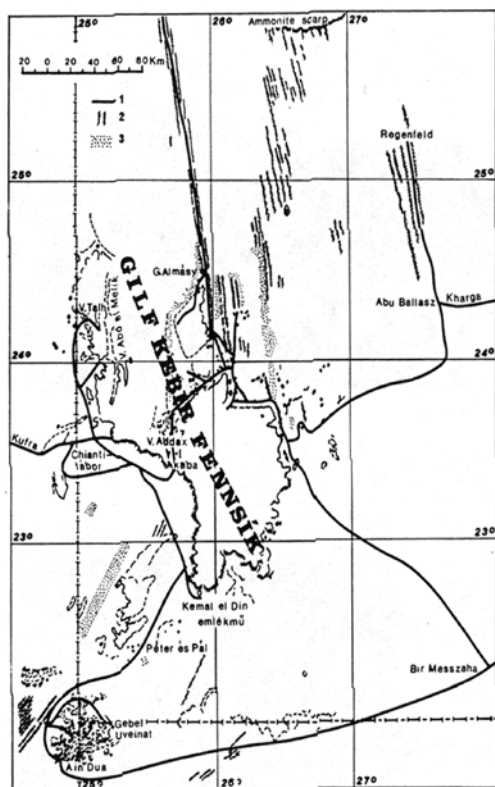 25°
26°
27°
Ammonite scarp
20 0 20 40 60 80 Km
1
2
3
Regenfeld
25°
25°
G.Almásy
Abu Ballasz
Kharga
V.Talh
V. Abd el Melik
24°
24°
GILF KEBIR FENNSÍK
Kufra
Chianti-
tábor
V. Addax
Akaba
23°
23°
Kemal el Din
emlékmű
Péter és Pál
Bir Messzaha
Gebel
Uveinat
Ain Dua
25°
26°
27°